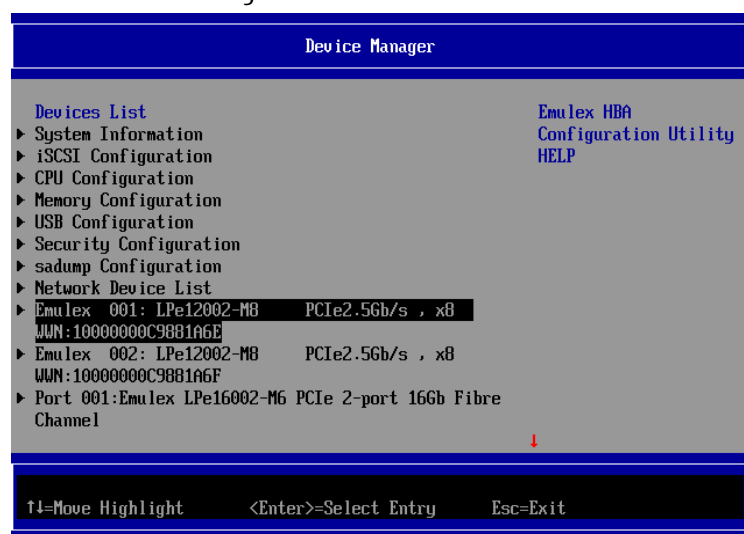 Device Manager
Devices List
Emulex HBA
▶ System Information
Configuration Utility
▶ iSCSI Configuration
HELP
▶ CPU Configuration
▶ Memory Configuration
▶ USB Configuration
▶ Security Configuration
▶ sadump Configuration
▶ Network Device List
▶ Emulex 001: LPe12002-M8 PCIe2.5Gb/s , x8
WWN:10000000C9881A6E
▶ Emulex 002: LPe12002-M8 PCIe2.5Gb/s , x8
WWN:10000000C9881A6F
▶ Port 001:Emulex LPe16002-M6 PCIe 2-port 16Gb Fibre
Channel
↓
↑↓=Move Highlight <Enter>=Select Entry Esc=Exit